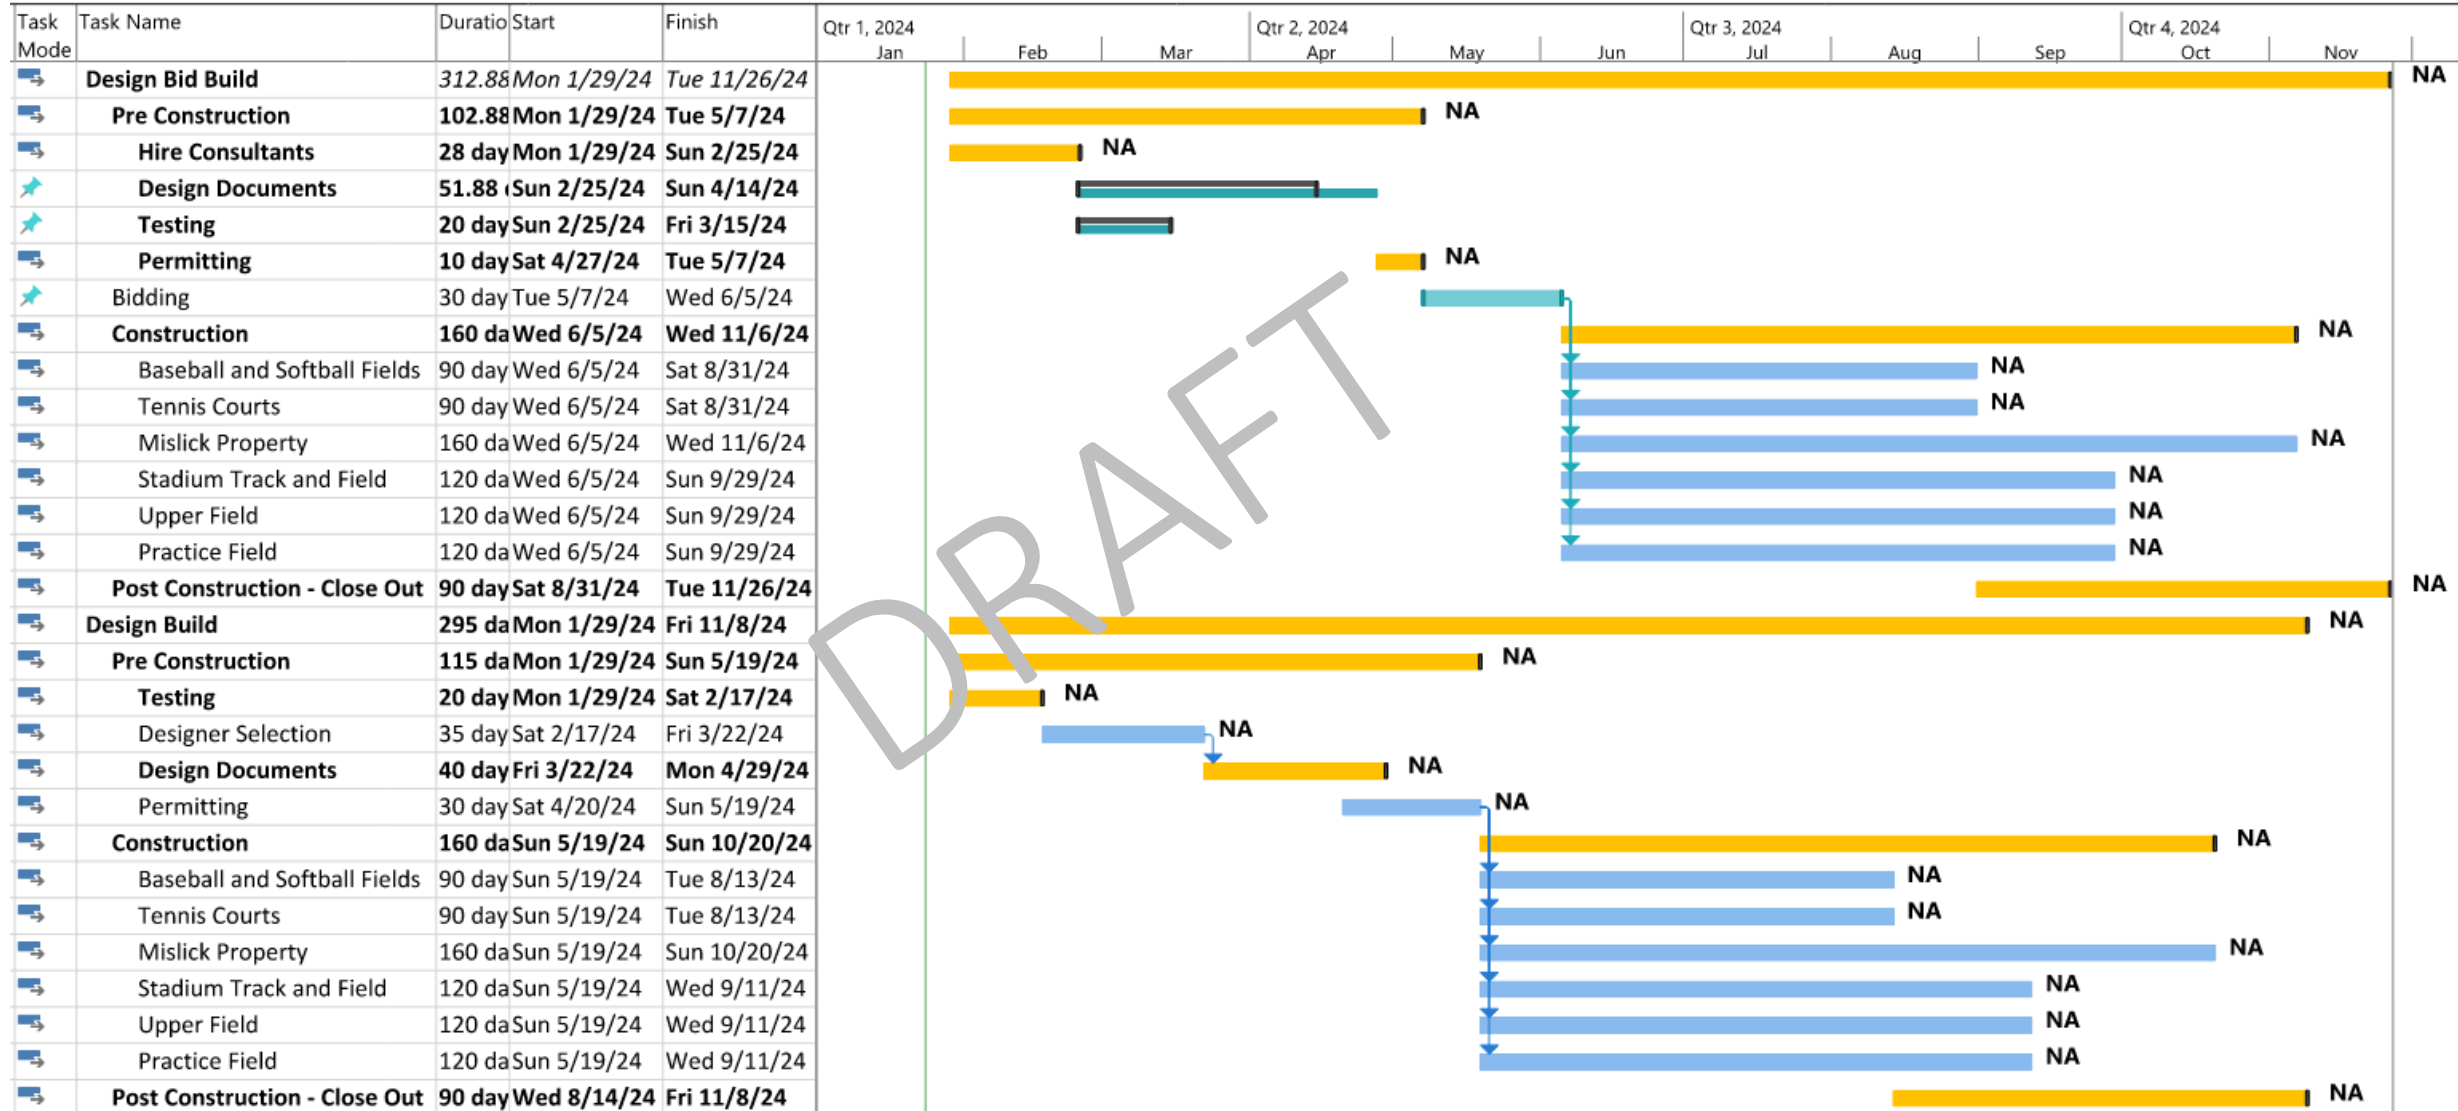 Task Mode Task Name Duratio Start Finish Qtr 1, 2024 Qtr 2, 2024 Qtr 3, 2024 Qtr 4, 2024
Jan Feb Mar Apr May Jun Jul Aug Sep Oct Nov
Design Bid Build 312.88 Mon 1/29/24 Tue 11/26/24 NA
Pre Construction 102.88 Mon 1/29/24 Tue 5/7/24 NA
Hire Consultants 28 day Mon 1/29/24 Sun 2/25/24 NA
Design Documents 51.88 Sun 2/25/24 Sun 4/14/24
Testing 20 day Sun 2/25/24 Fri 3/15/24
Permitting 10 day Sat 4/27/24 Tue 5/7/24 NA
Bidding 30 day Tue 5/7/24 Wed 6/5/24
Construction 160 da Wed 6/5/24 Wed 11/6/24 NA
Baseball and Softball Fields 90 day Wed 6/5/24 Sat 8/31/24 NA
Tennis Courts 90 day Wed 6/5/24 Sat 8/31/24 NA
Mislick Property 160 da Wed 6/5/24 Wed 11/6/24 NA
Stadium Track and Field 120 da Wed 6/5/24 Sun 9/29/24 NA
Upper Field 120 da Wed 6/5/24 Sun 9/29/24 NA
Practice Field 120 da Wed 6/5/24 Sun 9/29/24 NA
Post Construction - Close Out 90 day Sat 8/31/24 Tue 11/26/24 NA
Design Build 295 da Mon 1/29/24 Fri 11/8/24 NA
Pre Construction 115 da Mon 1/29/24 Sun 5/19/24 NA
Testing 20 day Mon 1/29/24 Sat 2/17/24 NA
Designer Selection 35 day Sat 2/17/24 Fri 3/22/24 NA
Design Documents 40 day Fri 3/22/24 Mon 4/29/24 NA
Permitting 30 day Sat 4/20/24 Sun 5/19/24 NA
Construction 160 da Sun 5/19/24 Sun 10/20/24 NA
Baseball and Softball Fields 90 day Sun 5/19/24 Tue 8/13/24 NA
Tennis Courts 90 day Sun 5/19/24 Tue 8/13/24 NA
Mislick Property 160 da Sun 5/19/24 Sun 10/20/24 NA
Stadium Track and Field 120 da Sun 5/19/24 Wed 9/11/24 NA
Upper Field 120 da Sun 5/19/24 Wed 9/11/24 NA
Practice Field 120 da Sun 5/19/24 Wed 9/11/24 NA
Post Construction - Close Out 90 day Wed 8/14/24 Fri 11/8/24 NA
DRAFT